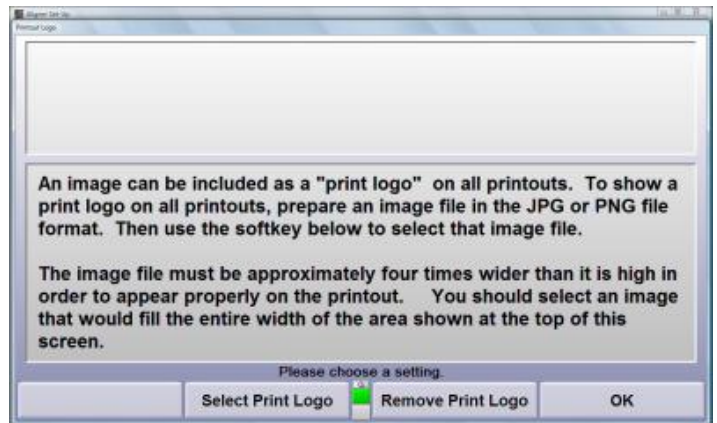 Aligner Set Up
Printout Logo
An image can be included as a "print logo" on all printouts. To show a
print logo on all printouts, prepare an image file in the JPG or PNG file
format. Then use the softkey below to select that image file.
The image file must be approximately four times wider than it is high in
order to appear properly on the printout. You should select an image
that would fill the entire width of the area shown at the top of this
screen.
Please choose a setting.
Select Print Logo Remove Print Logo OK